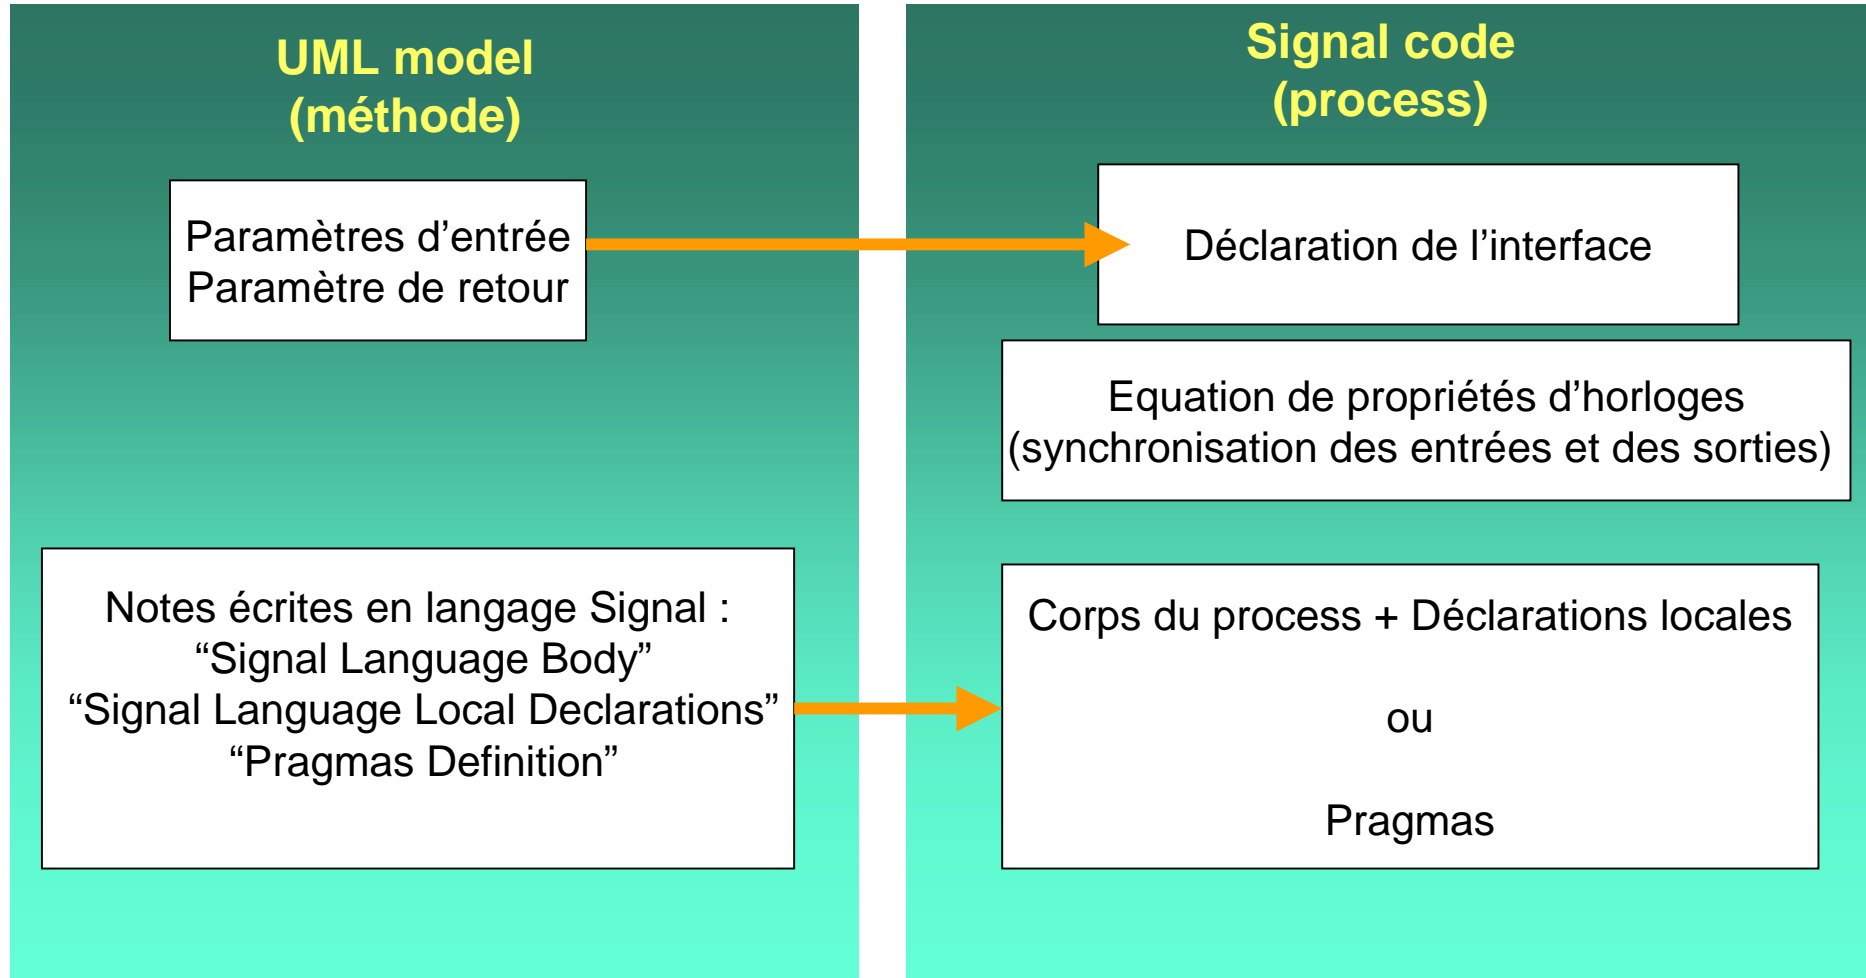 UML model
(méthode)
Paramètres d’entrée
Paramètre de retour
Notes écrites en langage Signal :
“Signal Language Body”
“Signal Language Local Declarations”
“Pragmas Definition”
Signal code
(process)
Déclaration de l’interface
Equation de propriétés d’horloges
(synchronisation des entrées et des sorties)
Corps du process + Déclarations locales
ou
Pragmas